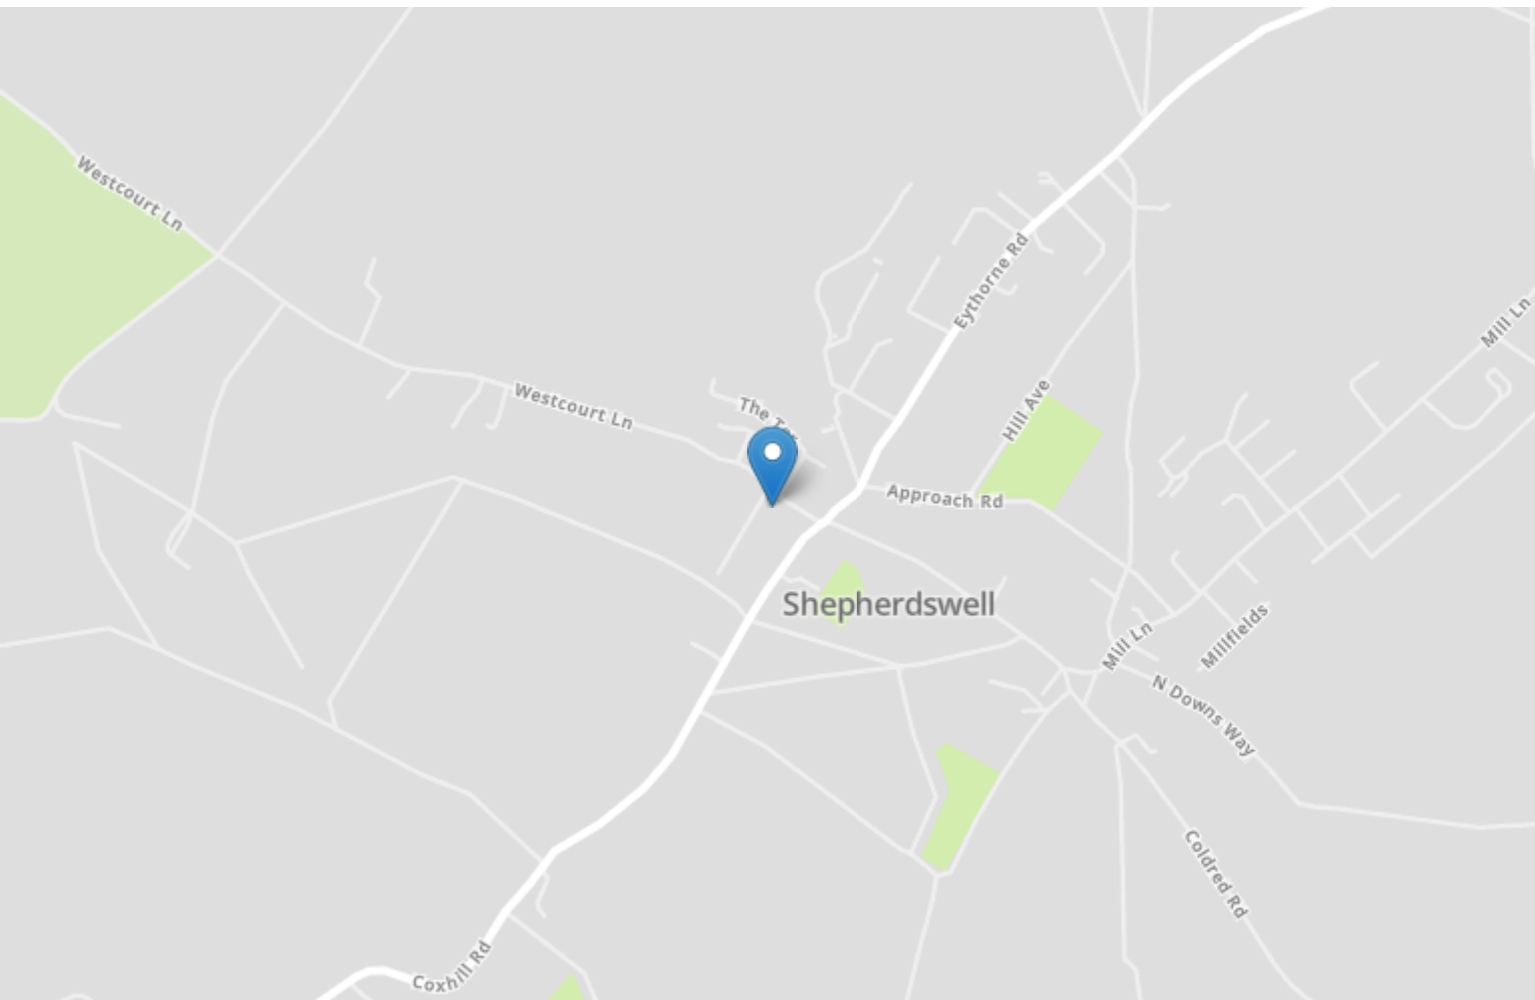 Westcourt Ln
Eythorne Rd
Mill Ln
Westcourt Ln
The
Hill Ave
Approach Rd
Shepherdswell
Mill Ln
Millfields
N Downs Way
Coldred Rd
Coxhill Rd